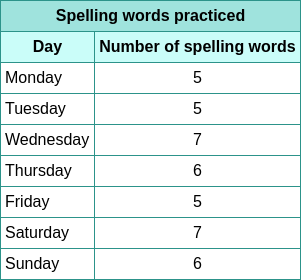 Spelling words practiced
Day Number of spelling words
Monday 5
Tuesday 5
Wednesday 7
Thursday 6
Friday 5
Saturday 7
Sunday 6